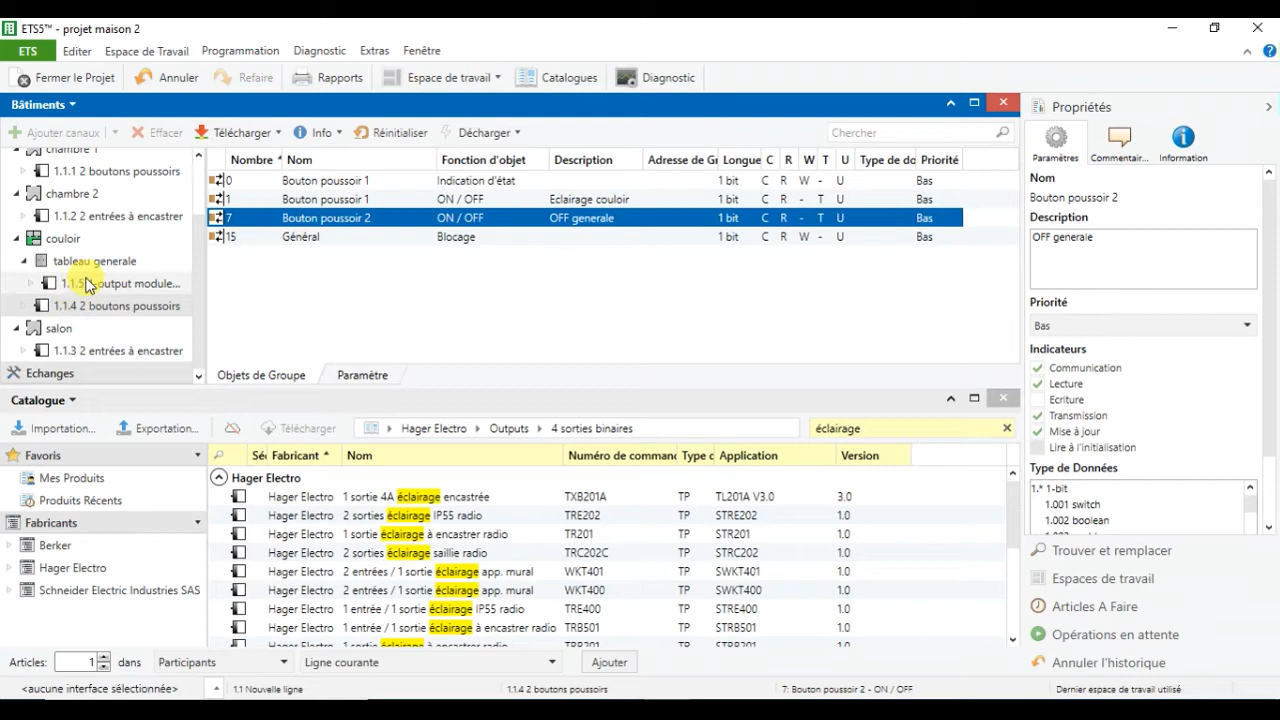 ETS5™ - projet maison 2
ETS Editer Espace de Travail Programmation Diagnostic Extras Fenêtre
Fermer le Projet Annuler Refaire Rapports Espace de travail Catalogues Diagnostic
Bâtiments
Ajouter canaux Effacer Télécharger Info Réinitialiser Décharger Chercher
chambre 1
1.1.1 2 boutons poussoirs
chambre 2
1.1.2 2 entrées à encastrer
couloir
tableau generale
1.1.5 output module...
1.1.4 2 boutons poussoirs
salon
1.1.3 2 entrées à encastrer
Echanges
Nombre Nom Fonction d'objet Description Adresse de Gr Longue C R W T U Type de do Priorité
0 Bouton poussoir 1 Indication d'état 1 bit C R W - U Bas
1 Bouton poussoir 1 ON / OFF Eclairage couloir 1 bit C R - T U Bas
7 Bouton poussoir 2 ON / OFF OFF generale 1 bit C R - T U Bas
15 Général Blocage 1 bit C R W - U Bas
Objets de Groupe Paramètre
Propriétés
Paramètres Commentair... Information
Nom
Bouton poussoir 2
Description
OFF generale
Priorité
Bas
Indicateurs
Communication
Lecture
Ecriture
Transmission
Mise à jour
Lire à l'initialisation
Type de Données
1.* 1-bit
1.001 switch
1.002 boolean
Trouver et remplacer
Espaces de travail
Articles A Faire
Opérations en attente
Annuler l'historique
Catalogue
Importation... Exportation... Télécharger Hager Electro Outputs 4 sorties binaires éclairage
Favoris
Mes Produits
Produits Récents
Fabricants
Berker
Hager Electro
Schneider Electric Industries SAS
Sé Fabricant Nom Numéro de commanc Type c Application Version
Hager Electro
Hager Electro 1 sortie 4A éclairage encastrée TXB201A TP TL201A V3.0 3.0
Hager Electro 2 sorties éclairage IP55 radio TRE202 TP STRE202 1.0
Hager Electro 1 sortie éclairage à encastrer radio TR201 TP STR201 1.0
Hager Electro 2 sorties éclairage saillie radio TRC202C TP STRC202 1.0
Hager Electro 2 entrées / 1 sortie éclairage app. mural WKT401 TP SWKT401 1.0
Hager Electro 2 entrées / 1 sortie éclairage app. mural WKT400 TP SWKT400 1.0
Hager Electro 1 entrée / 1 sortie éclairage IP55 radio TRE400 TP STRE400 1.0
Hager Electro 1 entrée / 1 sortie éclairage à encastrer radio TRB501 TP STRB501 1.0
Hager Electro 1 sortie éclairage à encastrer radio
Articles: 1 dans Participants Ligne courante Ajouter
<aucune interface sélectionnée> 1.1 Nouvelle ligne 1.1.4 2 boutons poussoirs 7: Bouton poussoir 2 - ON / OFF Dernier espace de travail utilisé